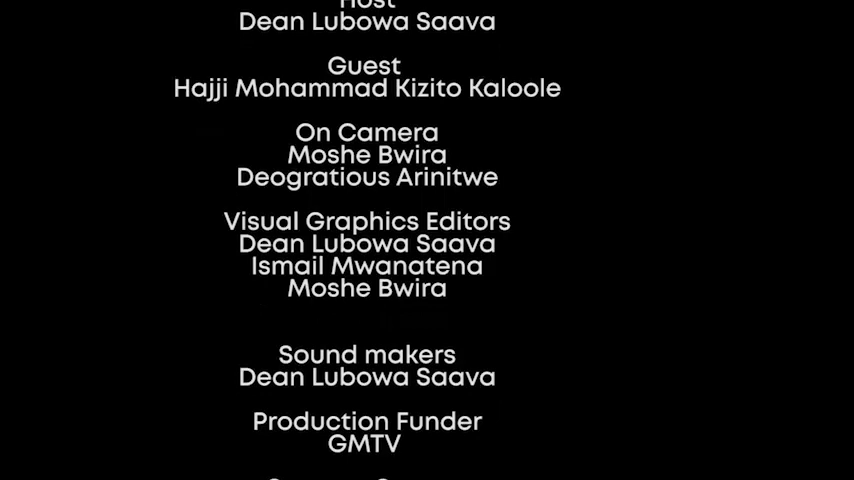 Host
Dean Lubowa Saava
Guest
Hajji Mohammad Kizito Kaloole
On Camera
Moshe Bwira
Deogratious Arinitwe
Visual Graphics Editors
Dean Lubowa Saava
Ismail Mwanatena
Moshe Bwira
Sound makers
Dean Lubowa Saava
Production Funder
GMTV